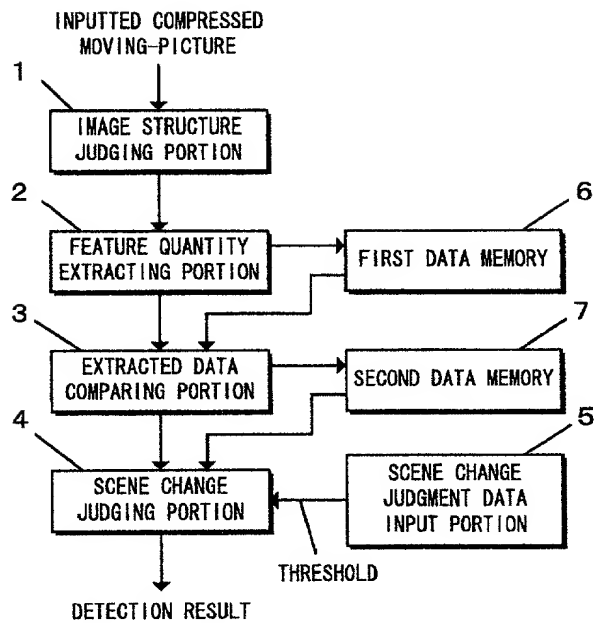 INPUTTED COMPRESSED
MOVING-PICTURE
1
IMAGE STRUCTURE
JUDGING PORTION
2
FEATURE QUANTITY
EXTRACTING PORTION
6
FIRST DATA MEMORY
3
EXTRACTED DATA
COMPARING PORTION
7
SECOND DATA MEMORY
4
SCENE CHANGE
JUDGING PORTION
5
SCENE CHANGE
JUDGMENT DATA
INPUT PORTION
THRESHOLD
DETECTION RESULT